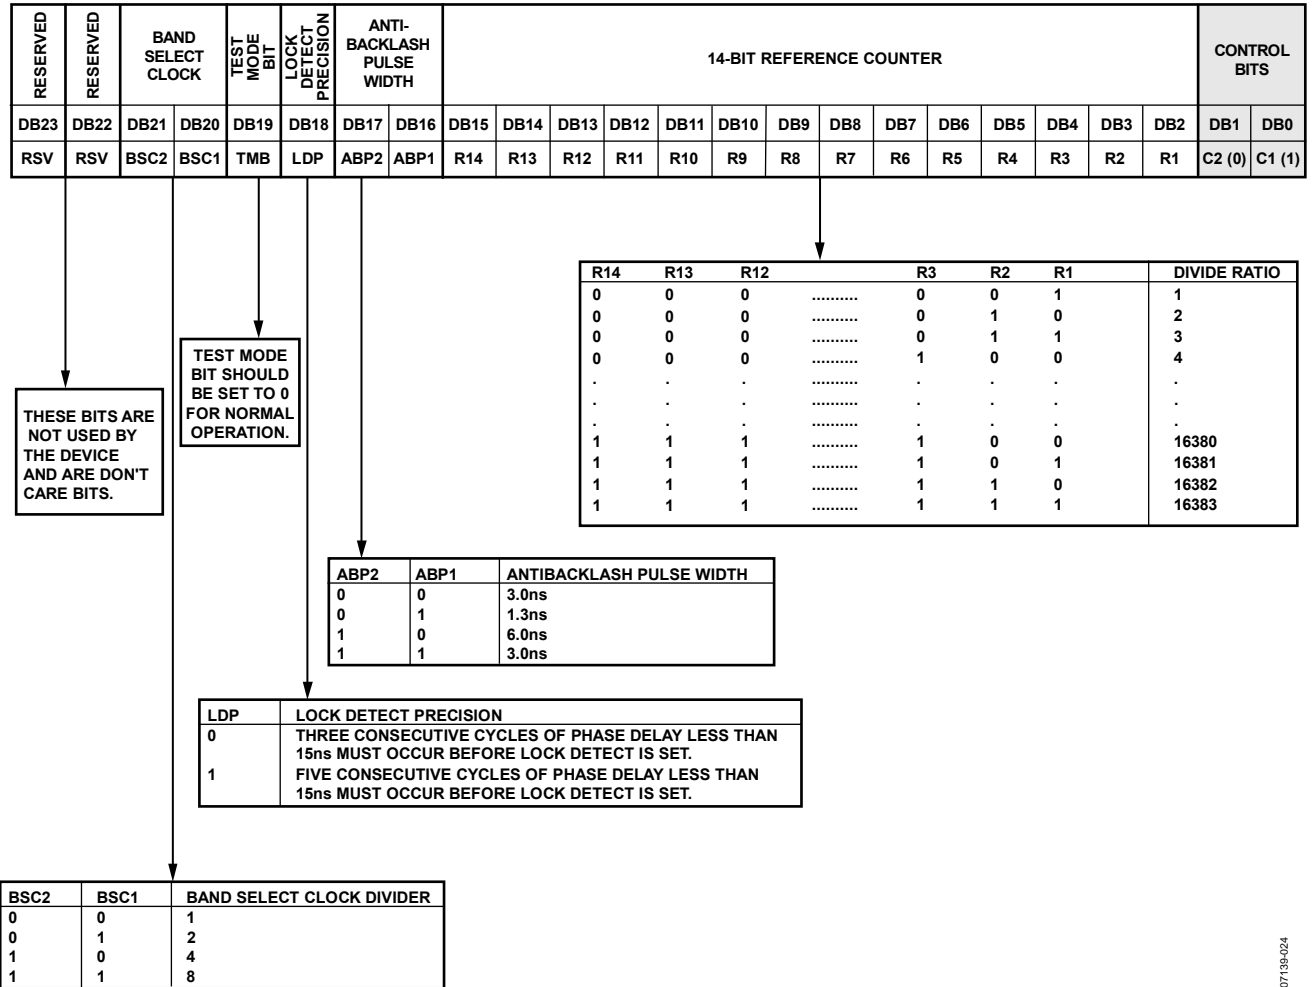 RESERVED
RESERVED
BAND
SELECT
CLOCK
TEST
MODE
BIT
LOCK
DETECT
PRECISION
ANTI-
BACKLASH
PULSE
WIDTH
14-BIT REFERENCE COUNTER
CONTROL
BITS
DB23 DB22 DB21 DB20 DB19 DB18 DB17 DB16 DB15 DB14 DB13 DB12 DB11 DB10 DB9 DB8 DB7 DB6 DB5 DB4 DB3 DB2 DB1 DB0
RSV RSV BSC2 BSC1 TMB LDP ABP2 ABP1 R14 R13 R12 R11 R10 R9 R8 R7 R6 R5 R4 R3 R2 R1 C2 (0) C1 (1)
R14 R13 R12 R3 R2 R1 DIVIDE RATIO
0 0 0 .......... 0 0 1 1
0 0 0 .......... 0 1 0 2
0 0 0 .......... 0 1 1 3
0 0 0 .......... 1 0 0 4
. . . .......... . . . .
. . . .......... . . . .
. . . .......... . . . .
1 1 1 .......... 1 0 0 16380
1 1 1 .......... 1 0 1 16381
1 1 1 .......... 1 1 0 16382
1 1 1 .......... 1 1 1 16383
TEST MODE
BIT SHOULD
BE SET TO 0
FOR NORMAL
OPERATION.
THESE BITS ARE
NOT USED BY
THE DEVICE
AND ARE DON'T
CARE BITS.
ABP2 ABP1 ANTIBACKLASH PULSE WIDTH
0 0 3.0ns
0 1 1.3ns
1 0 6.0ns
1 1 3.0ns
LDP LOCK DETECT PRECISION
0 THREE CONSECUTIVE CYCLES OF PHASE DELAY LESS THAN
15ns MUST OCCUR BEFORE LOCK DETECT IS SET.
1 FIVE CONSECUTIVE CYCLES OF PHASE DELAY LESS THAN
15ns MUST OCCUR BEFORE LOCK DETECT IS SET.
BSC2 BSC1 BAND SELECT CLOCK DIVIDER
0 0 1
0 1 2
1 0 4
1 1 8
07139-024